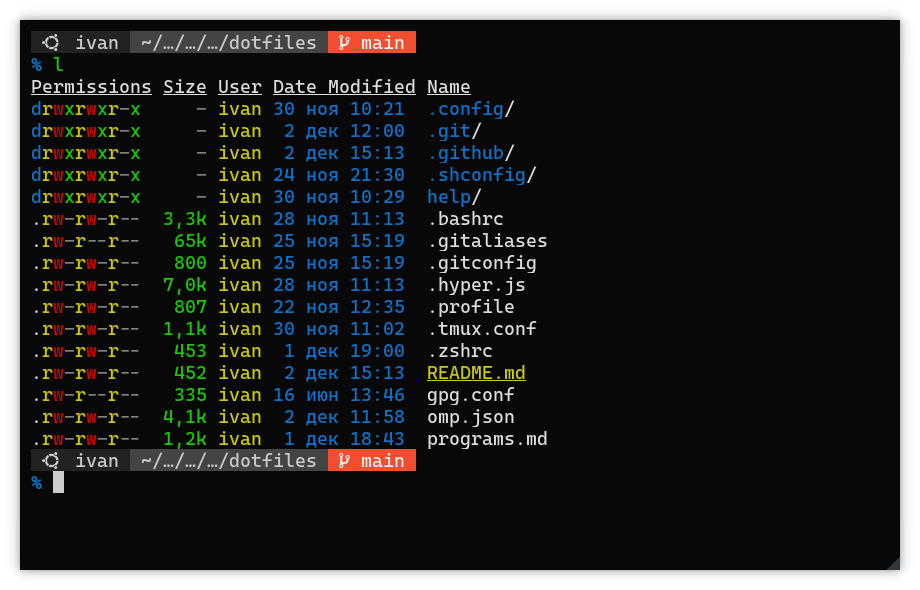 ivan ~/…/…/…/dotfiles main
% l
Permissions Size User Date Modified Name
drwxrwxr-x - ivan 30 ноя 10:21 .config/
drwxrwxr-x - ivan 2 дек 12:00 .git/
drwxrwxr-x - ivan 2 дек 15:13 .github/
drwxrwxr-x - ivan 24 ноя 21:30 .shconfig/
drwxrwxr-x - ivan 30 ноя 10:29 help/
.rw-rw-r-- 3,3k ivan 28 ноя 11:13 .bashrc
.rw-r--r-- 65k ivan 25 ноя 15:19 .gitaliases
.rw-rw-r-- 800 ivan 25 ноя 15:19 .gitconfig
.rw-rw-r-- 7,0k ivan 28 ноя 11:13 .hyper.js
.rw-rw-r-- 807 ivan 22 ноя 12:35 .profile
.rw-rw-r-- 1,1k ivan 30 ноя 11:02 .tmux.conf
.rw-rw-r-- 453 ivan 1 дек 19:00 .zshrc
.rw-rw-r-- 452 ivan 2 дек 15:13 README.md
.rw-r--r-- 335 ivan 16 июн 13:46 gpg.conf
.rw-rw-r-- 4,1k ivan 2 дек 11:58 omp.json
.rw-rw-r-- 1,2k ivan 1 дек 18:43 programs.md
ivan ~/…/…/…/dotfiles main
%